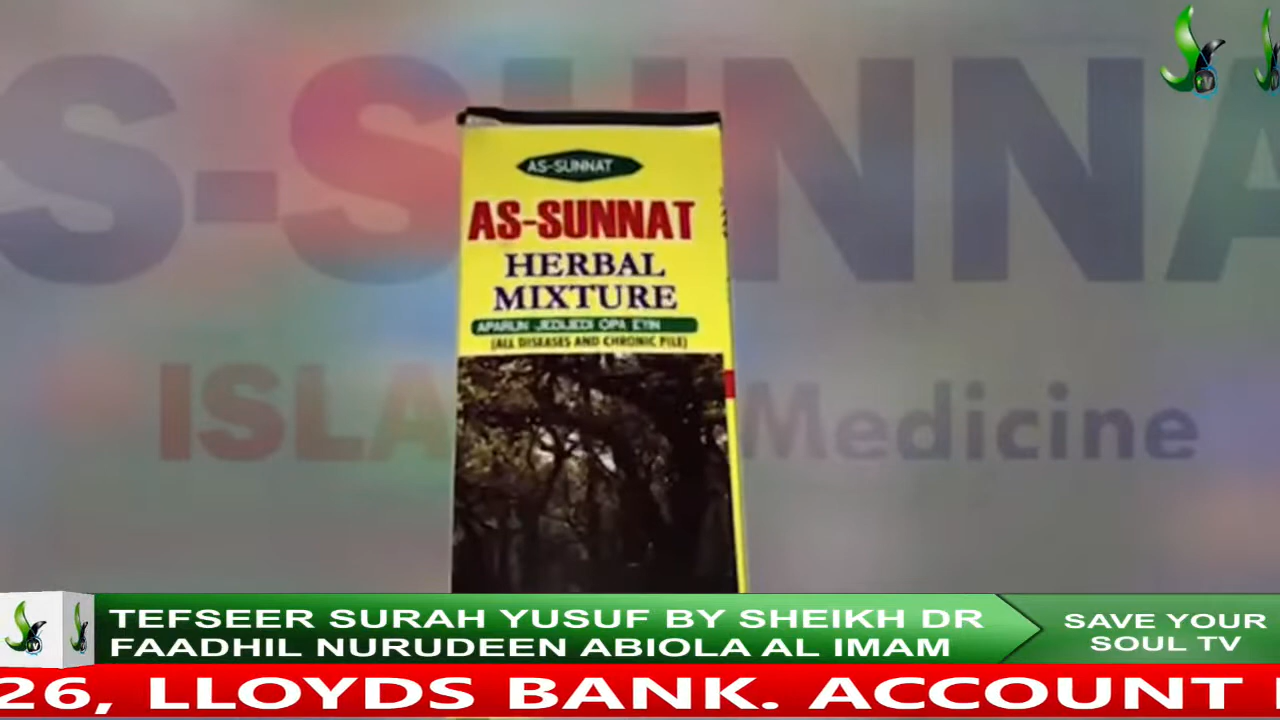 S-SUNNA
ISLA Medicine
AS-SUNNAT
AS-SUNNAT
HERBAL
MIXTURE
APARUN JEDIJEDI OPA EYIN
(ALL DISEASES AND CHRONIC PILE)
TEFSEER SURAH YUSUF BY SHEIKH DR
FAADHIL NURUDEEN ABIOLA AL IMAM
SAVE YOUR
SOUL TV
26, LLOYDS BANK. ACCOUNT